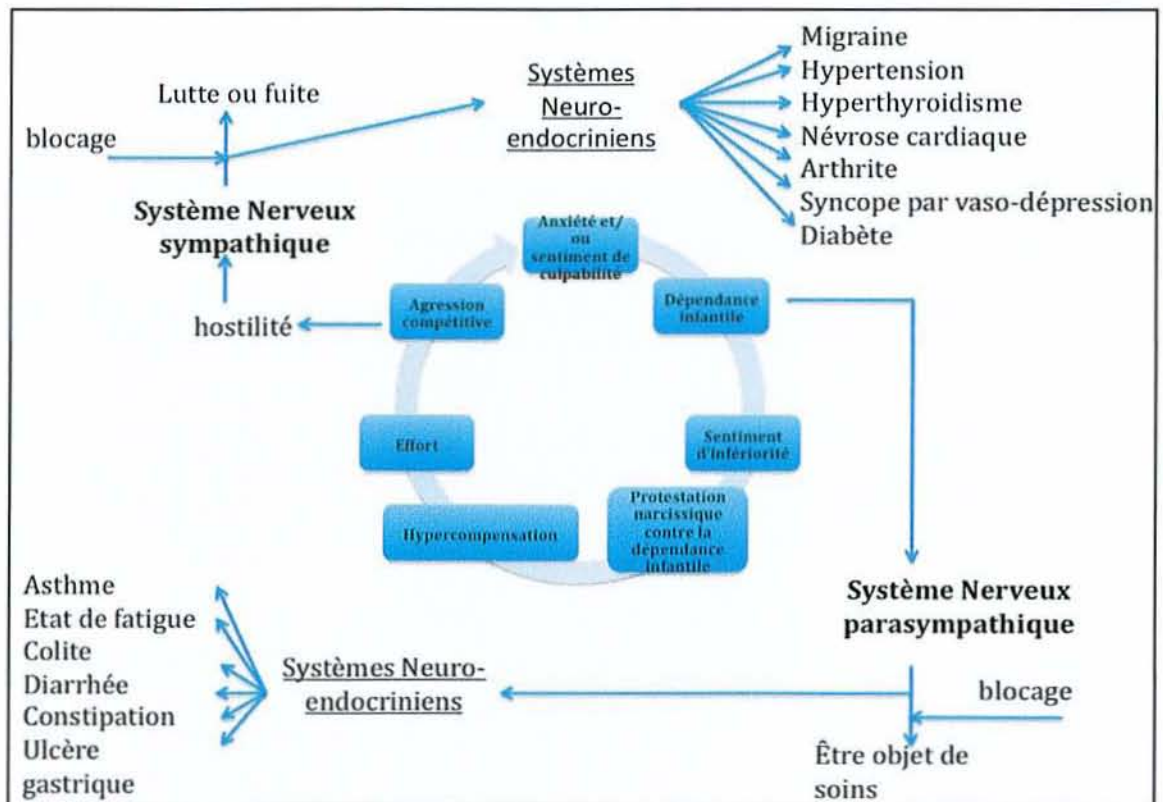 Lutte ou fuite
blocage
Système Nerveux
sympathique
hostilité
Systèmes
Neuro-
endocriniens
Migraine
Hypertension
Hyperthyroidisme
Névrose cardiaque
Arthrite
Syncope par vaso-dépression
Diabète
Anxiété et/
ou
sentiment de
culpabilité
Dépendance
infantile
Sentiment
d'infériorité
Protestation
narcissique
contre la
dépendance
infantile
Hypercompensation
Effort
Agression
compétitive
Système Nerveux
parasympathique
blocage
Être objet de
soins
Systèmes Neuro-
endocriniens
Asthme
Etat de fatigue
Colite
Diarrhée
Constipation
Ulcère
gastrique